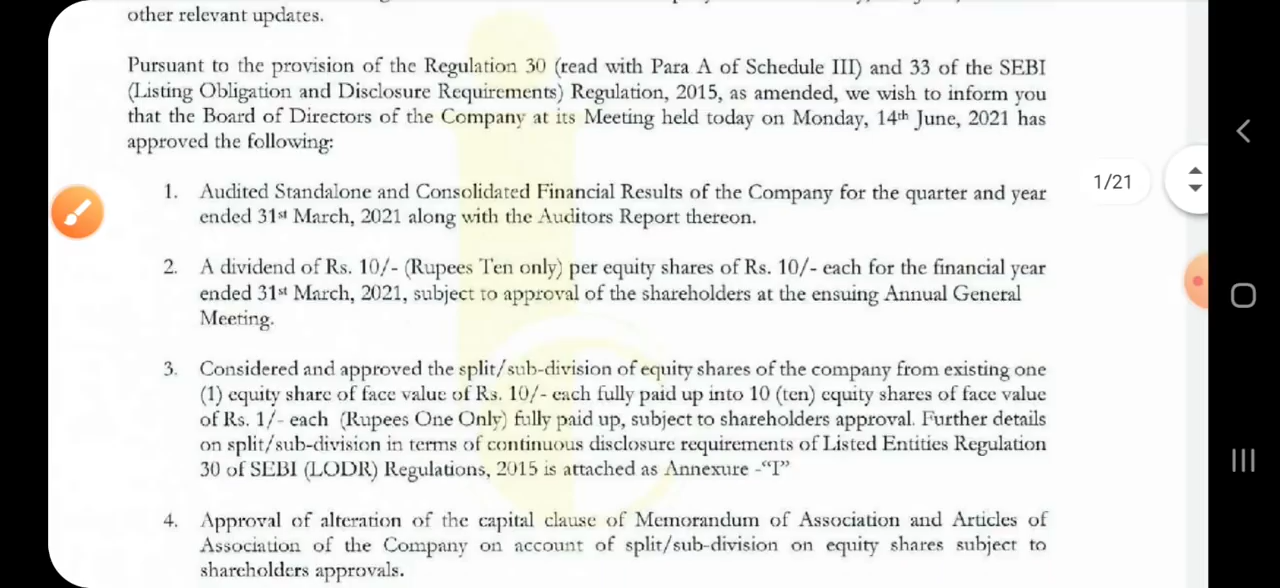 other relevant updates.
Pursuant to the provision of the Regulation 30 (read with Para A of Schedule III) and 33 of the SEBI
(Listing Obligation and Disclosure Requirements) Regulation, 2015, as amended, we wish to inform you
that the Board of Directors of the Company at its Meeting held today on Monday, 14th June, 2021 has
approved the following:
1. Audited Standalone and Consolidated Financial Results of the Company for the quarter and year
ended 31st March, 2021 along with the Auditors Report thereon.
1/21
2. A dividend of Rs. 10/- (Rupees Ten only) per equity shares of Rs. 10/- each for the financial year
ended 31st March, 2021, subject to approval of the shareholders at the ensuing Annual General
Meeting.
3. Considered and approved the split/sub-division of equity shares of the company from existing one
(1) equity share of face value of Rs. 10/- each fully paid up into 10 (ten) equity shares of face value
of Rs. 1/- each (Rupees One Only) fully paid up, subject to shareholders approval. Further details
on split/sub-division in terms of continuous disclosure requirements of Listed Entities Regulation
30 of SEBI (LODR) Regulations, 2015 is attached as Annexure -"I"
4. Approval of alteration of the capital clause of Memorandum of Association and Articles of
Association of the Company on account of split/sub-division on equity shares subject to
shareholders approvals.